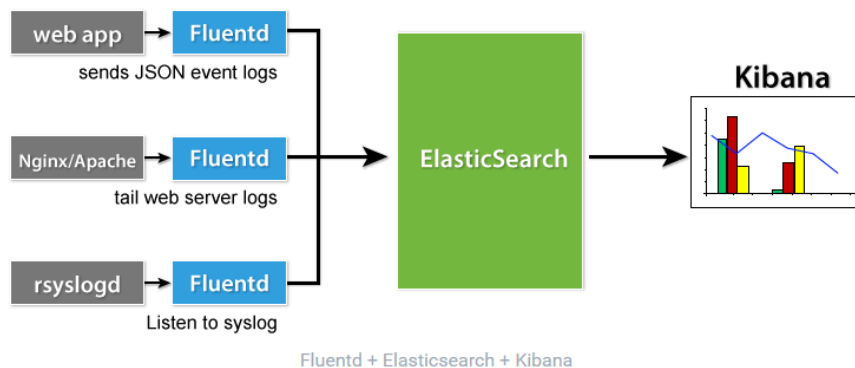 web app
Fluentd
sends JSON event logs
Nginx/Apache
Fluentd
tail web server logs
rsyslogd
Fluentd
Listen to syslog
ElasticSearch
Kibana
Fluentd + Elasticsearch + Kibana